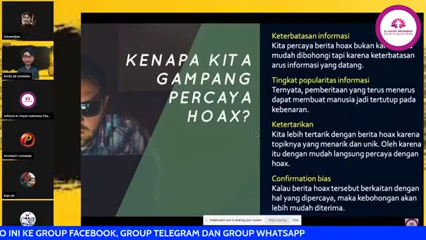 KENAPA KITA
GAMPANG
PERCAYA
HOAX?
Keterbatasan informasi
Kita percaya berita hoax bukan karena
mudah dibohongi tapi karena keterbatasan
arus informasi yang datang.
Tingkat popularitas informasi
Ternyata, pemberitaan yang terus menerus
dapat membuat manusia jadi tertutup pada
kebenaran.
Ketertarikan
Kita lebih tertarik dengan berita hoax karena
topiknya yang menarik dan unik. Oleh karena
itu dengan mudah langsung percaya dengan
hoax.
Confirmation bias
Kalau berita hoax tersebut berkaitan dengan
hal yang dipercaya, maka kebohongan akan
lebih mudah diterima.
O INI KE GROUP FACEBOOK, GROUP TELEGRAM DAN GROUP WHATSAPP